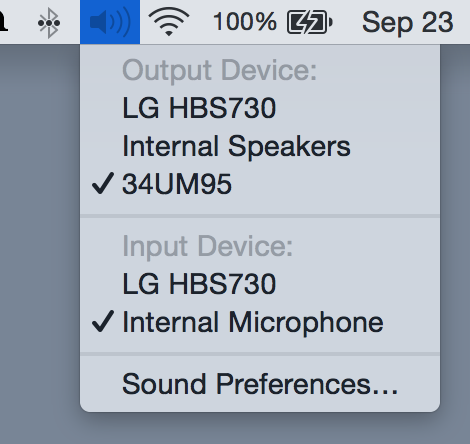 100% Sep 23
Output Device:
LG HBS730
Internal Speakers
34UM95
Input Device:
LG HBS730
Internal Microphone
Sound Preferences...